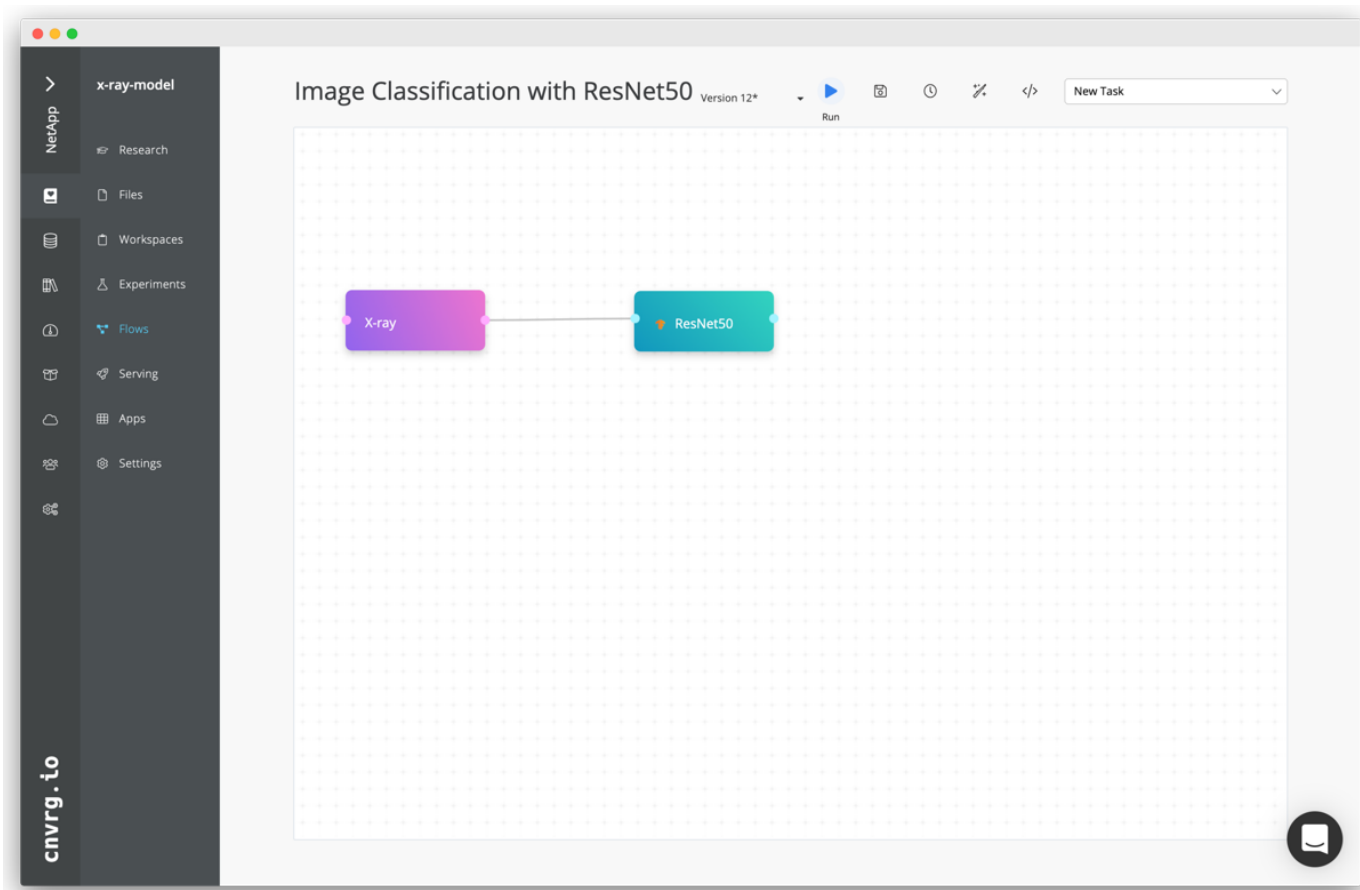 NetApp
cnvrg.io
x-ray-model
Research
Files
Workspaces
Experiments
Flows
Serving
Apps
Settings
Image Classification with ResNet50 Version 12*
Run
New Task
X-ray
ResNet50